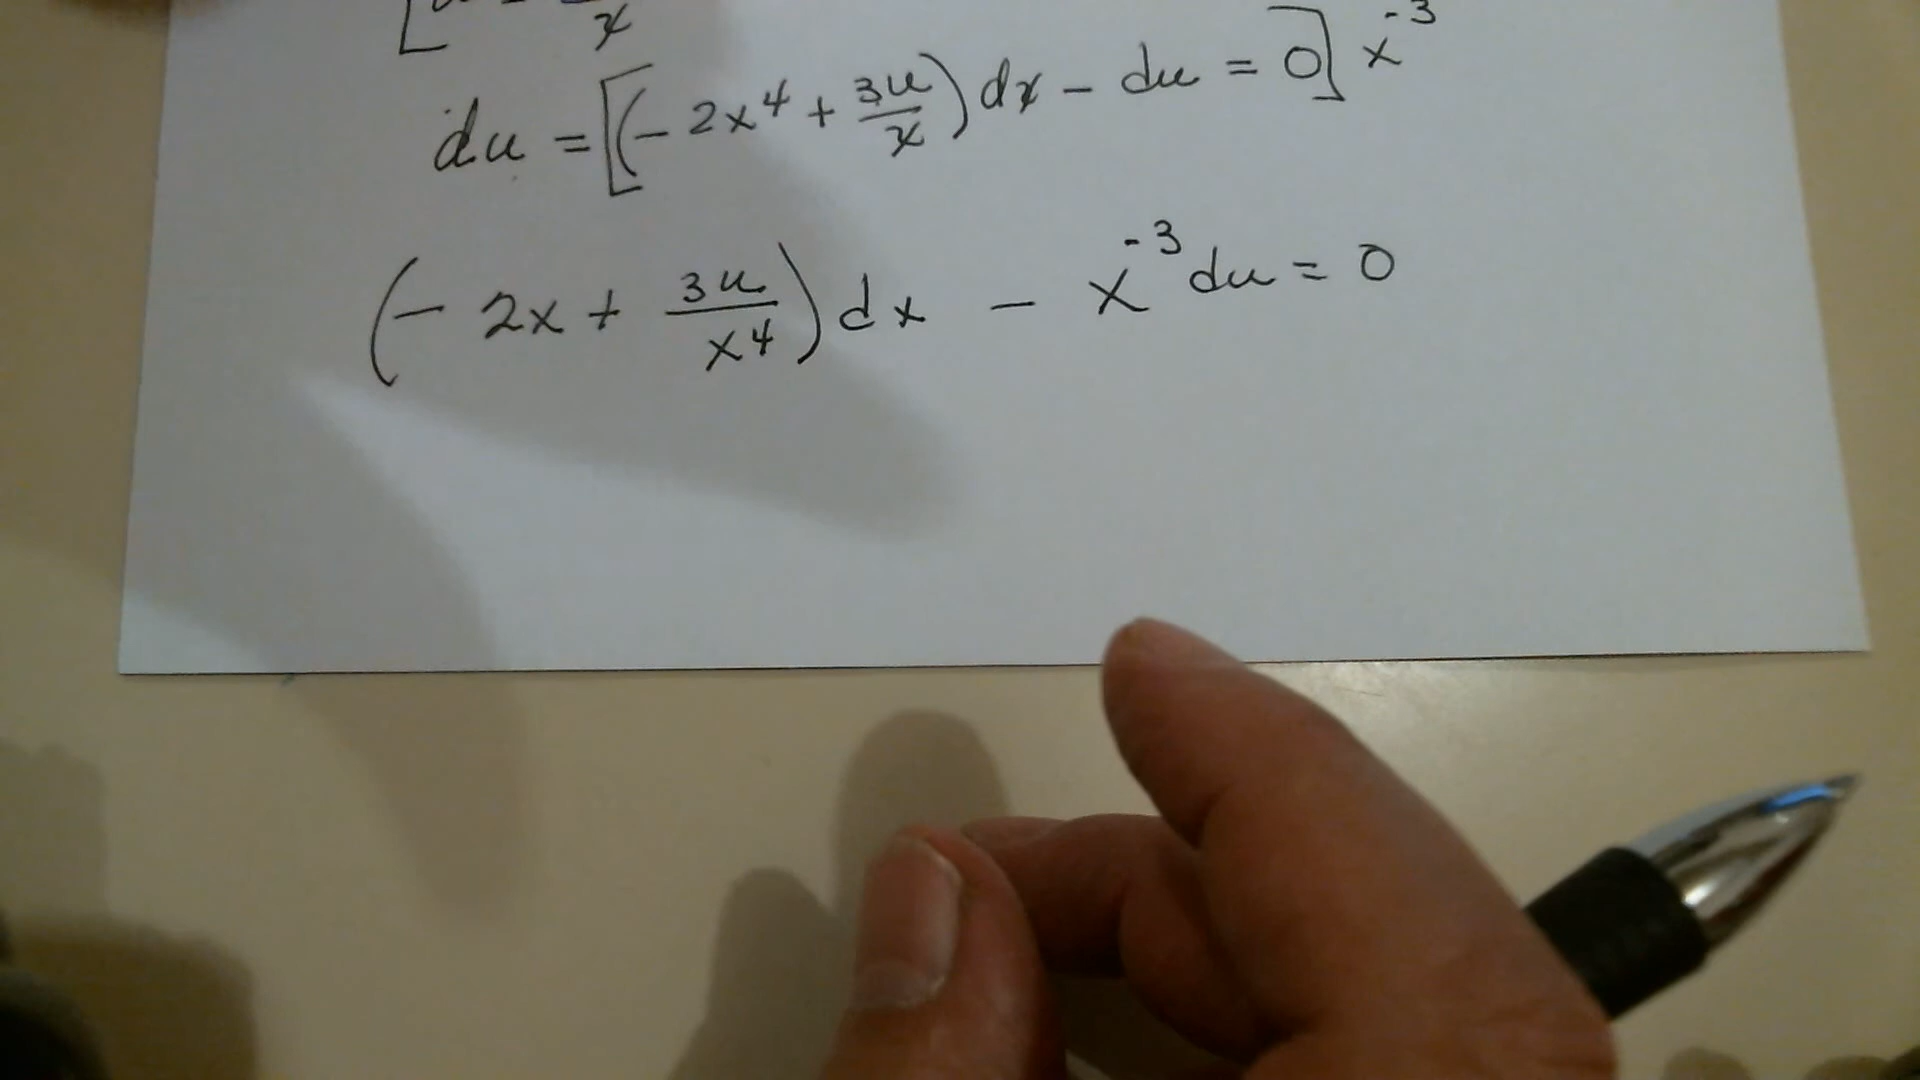 x
du = [(- 2x⁴ + 3u/x) dx - du = 0] x⁻³
(- 2x + 3u/x⁴) dx - x⁻³ du = 0